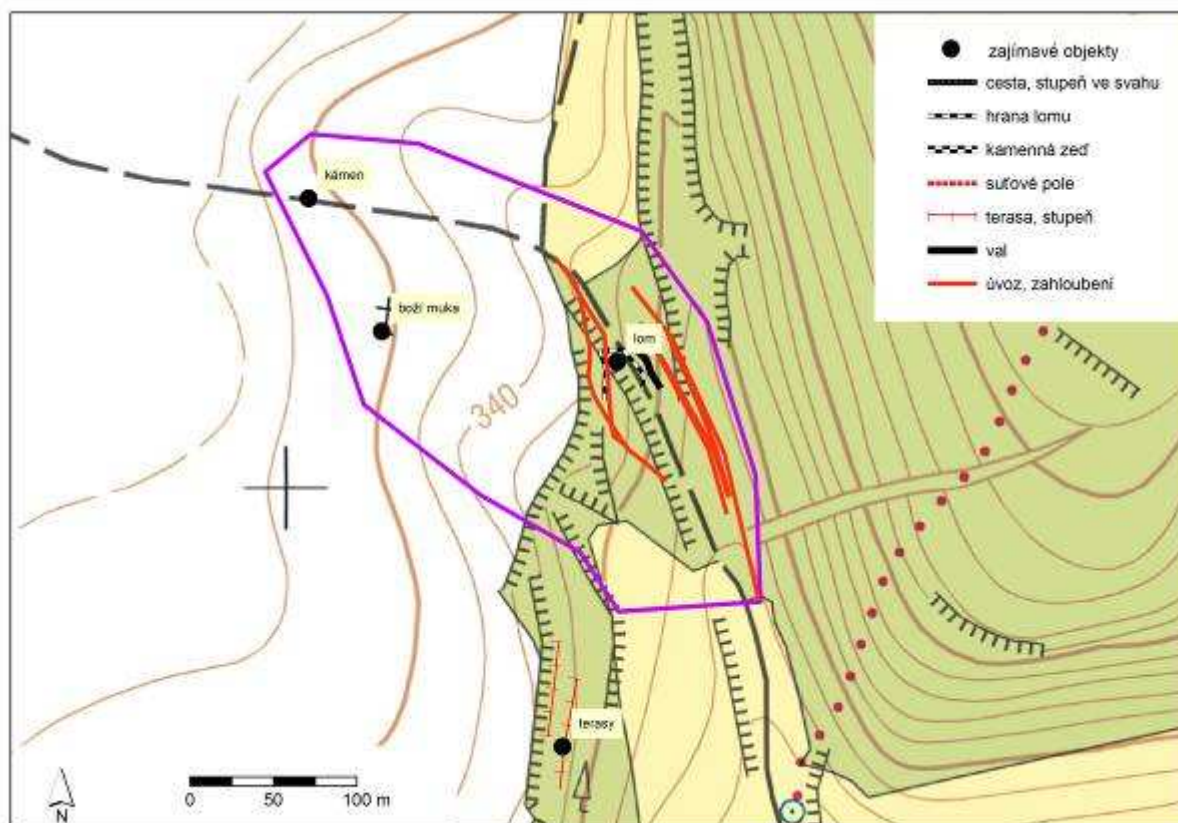 zajímavé objekty
cesta, stupeň ve svahu
hrana lomu
kamenná zeď
suťové pole
terasa, stupeň
val
úvoz, zahloubení
kámen
boží muka
lom
340
terasy
N
0 50 100 m